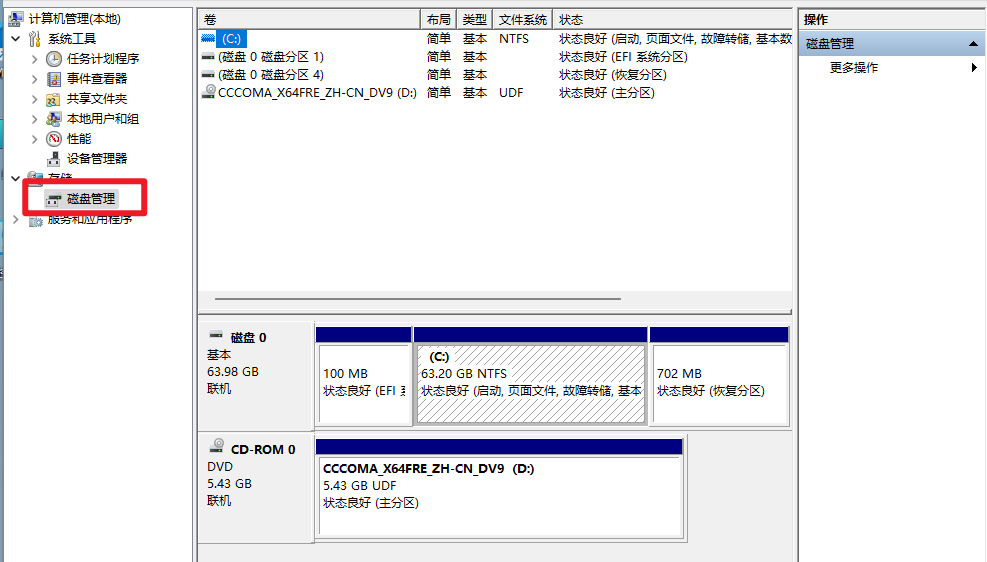 计算机管理(本地)
系统工具
任务计划程序
事件查看器
共享文件夹
本地用户和组
性能
设备管理器
存储
磁盘管理
服务和应用程序
卷 布局 类型 文件系统 状态
(C:) 简单 基本 NTFS 状态良好 (启动, 页面文件, 故障转储, 基本数
(磁盘 0 磁盘分区 1) 简单 基本 状态良好 (EFI 系统分区)
(磁盘 0 磁盘分区 4) 简单 基本 状态良好 (恢复分区)
CCCOMA_X64FRE_ZH-CN_DV9 (D:) 简单 基本 UDF 状态良好 (主分区)
磁盘 0
基本
63.98 GB
联机
100 MB
状态良好 (EFI 系
(C:)
63.20 GB NTFS
状态良好 (启动, 页面文件, 故障转储, 基本
702 MB
状态良好 (恢复分区)
CD-ROM 0
DVD
5.43 GB
联机
CCCOMA_X64FRE_ZH-CN_DV9 (D:)
5.43 GB UDF
状态良好 (主分区)
操作
磁盘管理
更多操作